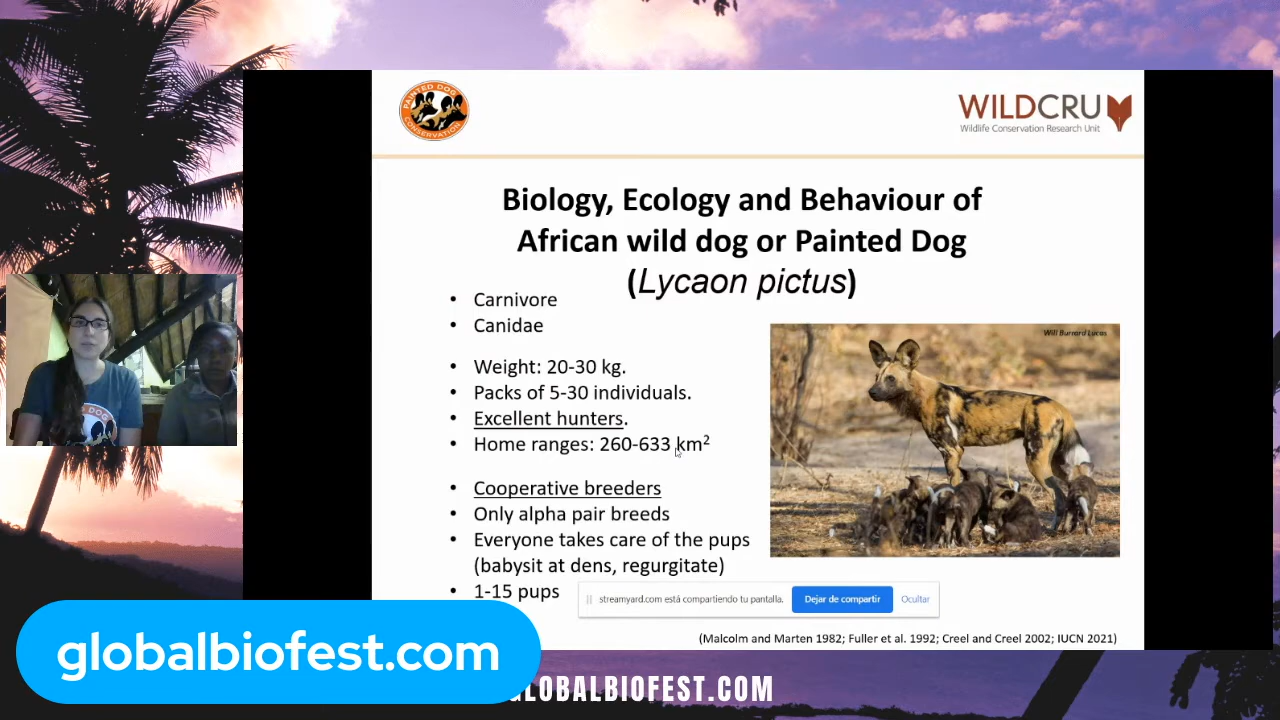 PAINTED DOG
CONSERVATION
WILDCRU
Wildlife Conservation Research Unit
Biology, Ecology and Behaviour of
African wild dog or Painted Dog
(Lycaon pictus)
• Carnivore
• Canidae
• Weight: 20-30 kg.
• Packs of 5-30 individuals.
• Excellent hunters.
• Home ranges: 260-633 km²
• Cooperative breeders
• Only alpha pair breeds
• Everyone takes care of the pups
(babysit at dens, regurgitate)
• 1-15 pups
Will Burrard Lucas
streamyard.com está compartiendo tu pantalla.
Dejar de compartir
Ocultar
(Malcolm and Marten 1982; Fuller et al. 1992; Creel and Creel 2002; IUCN 2021)
globalbiofest.com
GLOBALBIOFEST.COM